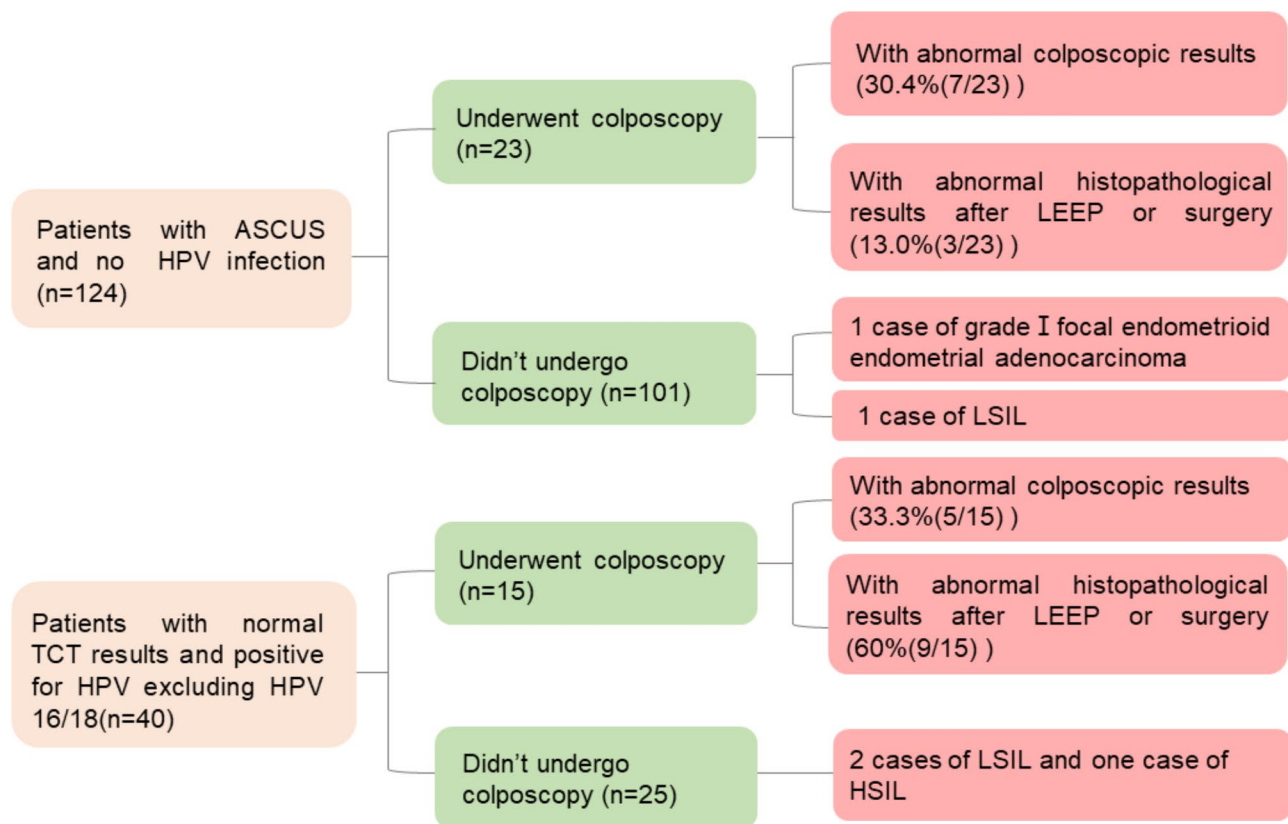 Patients with ASCUS
and no HPV infection
(n=124)
Underwent colposcopy
(n=23)
With abnormal colposcopic results
(30.4%(7/23) )
With abnormal histopathological
results after LEEP or surgery
(13.0%(3/23) )
Didn’t undergo
colposcopy (n=101)
1 case of grade Ⅰ focal endometrioid
endometrial adenocarcinoma
1 case of LSIL
Patients with normal
TCT results and positive
for HPV excluding HPV
16/18(n=40)
Underwent colposcopy
(n=15)
With abnormal colposcopic results
(33.3%(5/15) )
With abnormal histopathological
results after LEEP or surgery
(60%(9/15) )
Didn’t undergo
colposcopy (n=25)
2 cases of LSIL and one case of
HSIL